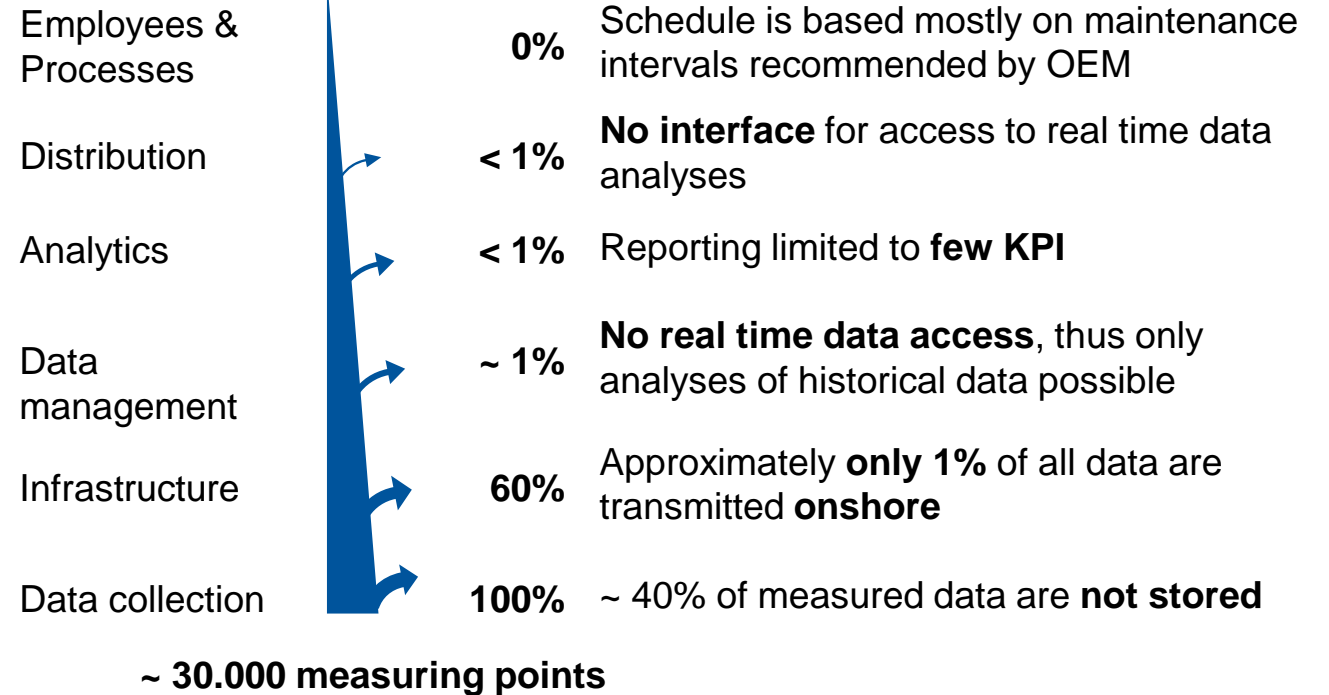 Employees &
Processes
0%
Schedule is based mostly on maintenance
intervals recommended by OEM
Distribution
< 1%
No interface for access to real time data
analyses
Analytics
< 1%
Reporting limited to few KPI
Data
management
~ 1%
No real time data access, thus only
analyses of historical data possible
Infrastructure
60%
Approximately only 1% of all data are
transmitted onshore
Data collection
100%
~ 40% of measured data are not stored
~ 30.000 measuring points